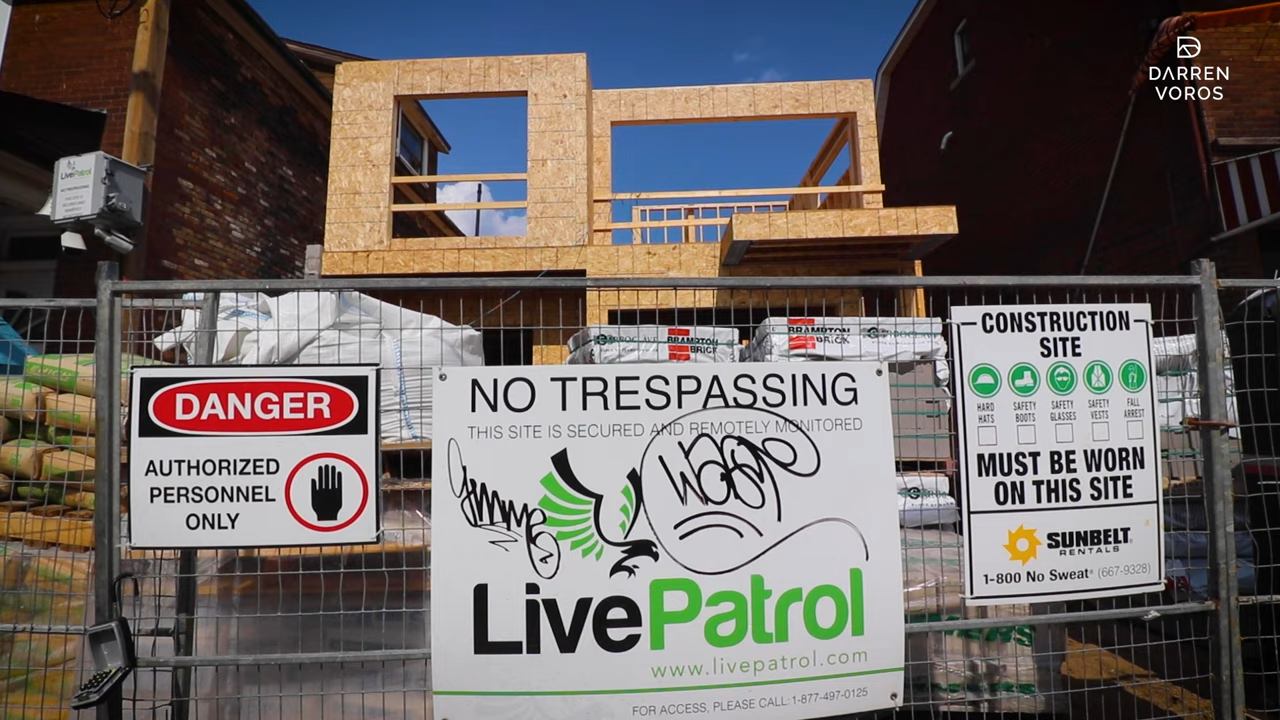 DARREN
VOROS
LivePatrol
NO TRESPASSING
BRAMPTON
BRICK
BRAMPTON
BRICK
DANGER
AUTHORIZED
PERSONNEL
ONLY
NO TRESPASSING
THIS SITE IS SECURED AND REMOTELY MONITORED
LivePatrol
www.livepatrol.com
FOR ACCESS, PLEASE CALL: 1-877-497-0125
CONSTRUCTION
SITE
HARD HATS
SAFETY BOOTS
SAFETY GLASSES
SAFETY VESTS
FALL ARREST
MUST BE WORN
ON THIS SITE
SUNBELT
RENTALS
1-800 No Sweat® (667-9328)